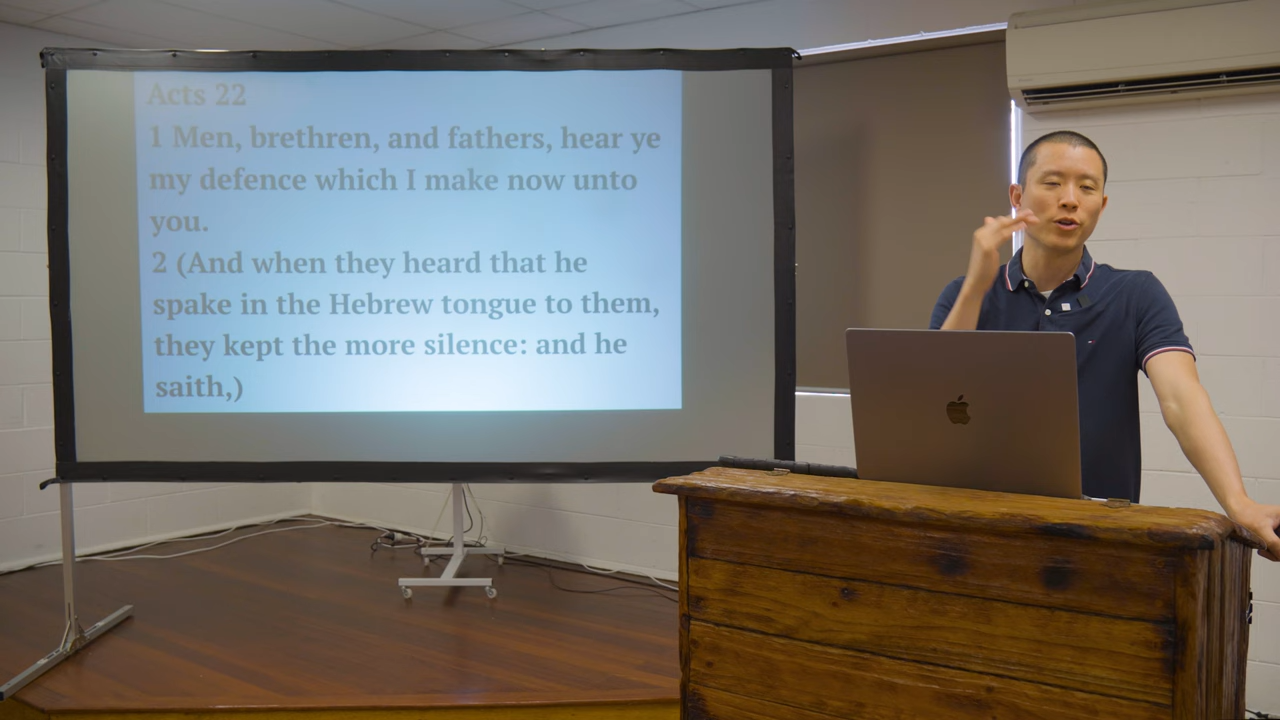 Acts 22
1 Men, brethren, and fathers, hear ye
my defence which I make now unto
you.
2 (And when they heard that he
spake in the Hebrew tongue to them,
they kept the more silence: and he
saith,)